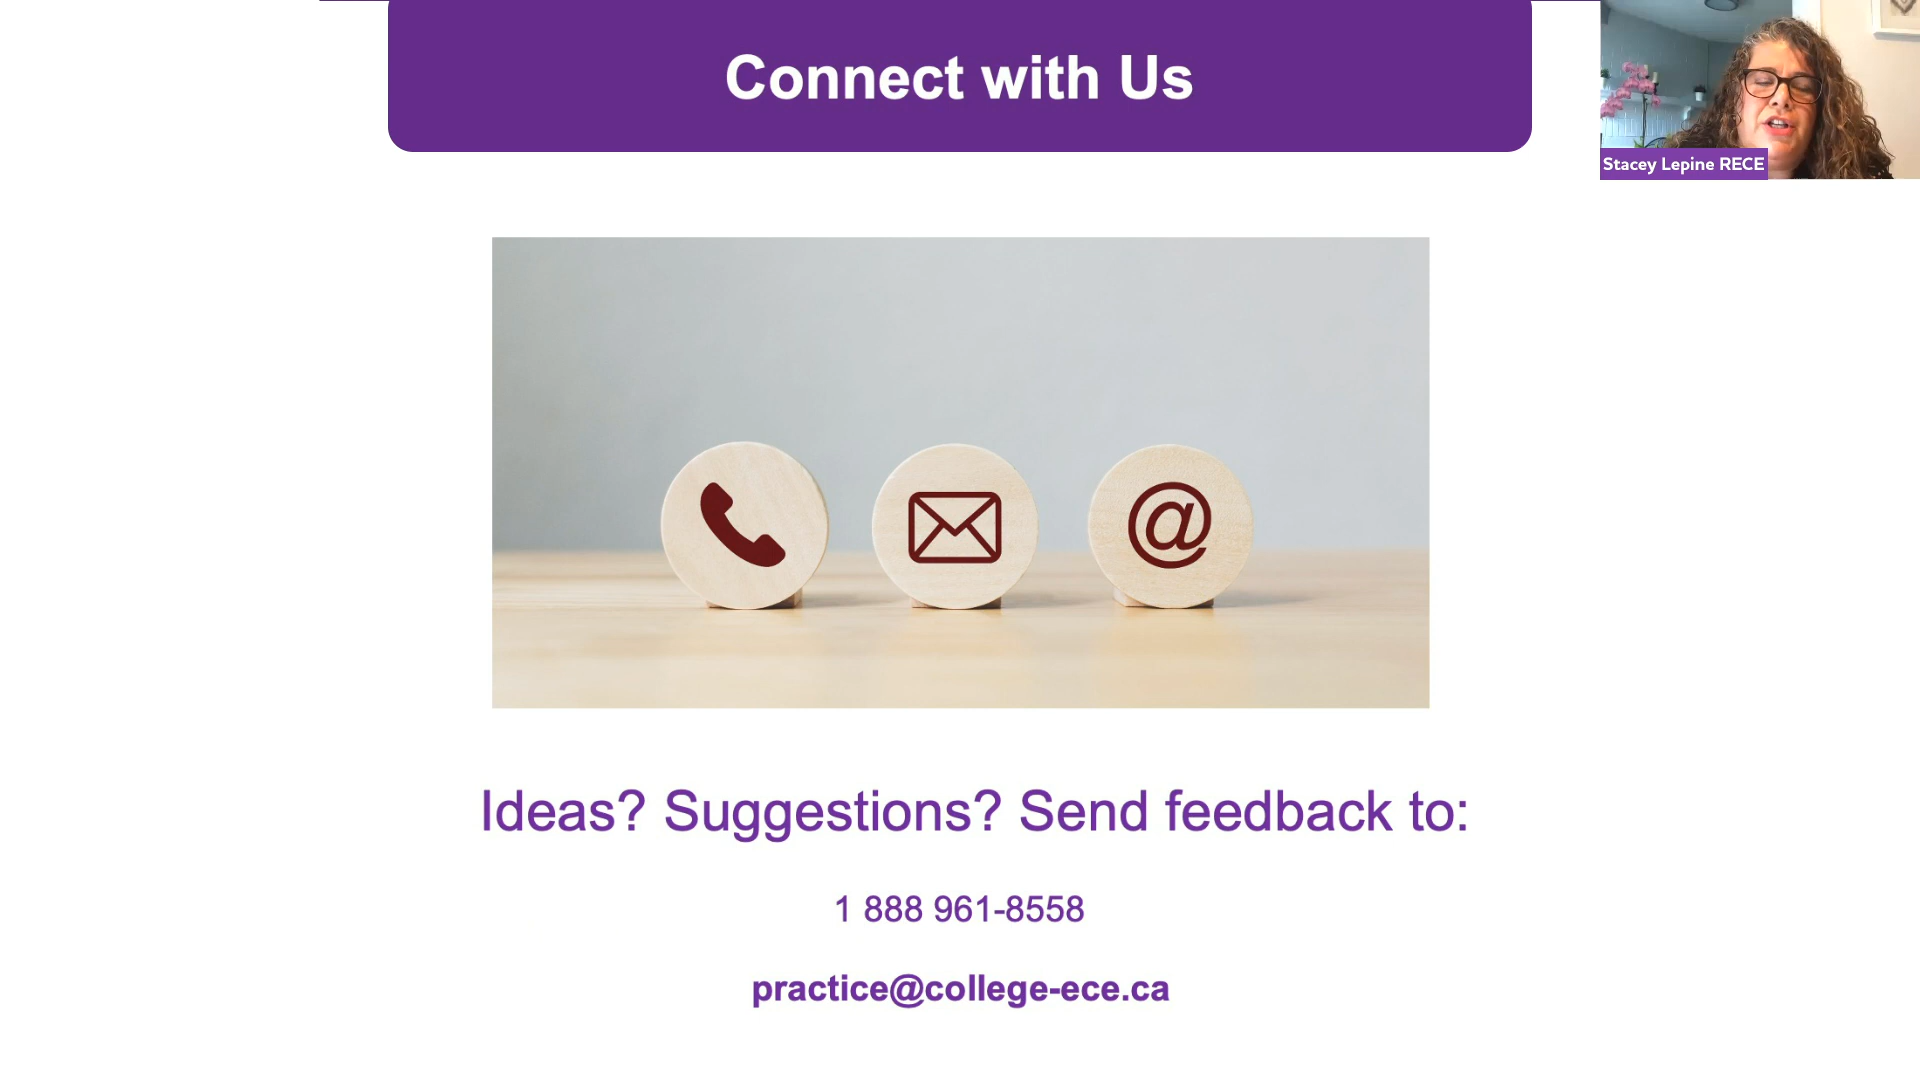 Connect with Us
Stacey Lepine RECE
@
Ideas? Suggestions? Send feedback to:
1 888 961-8558
practice@college-ece.ca